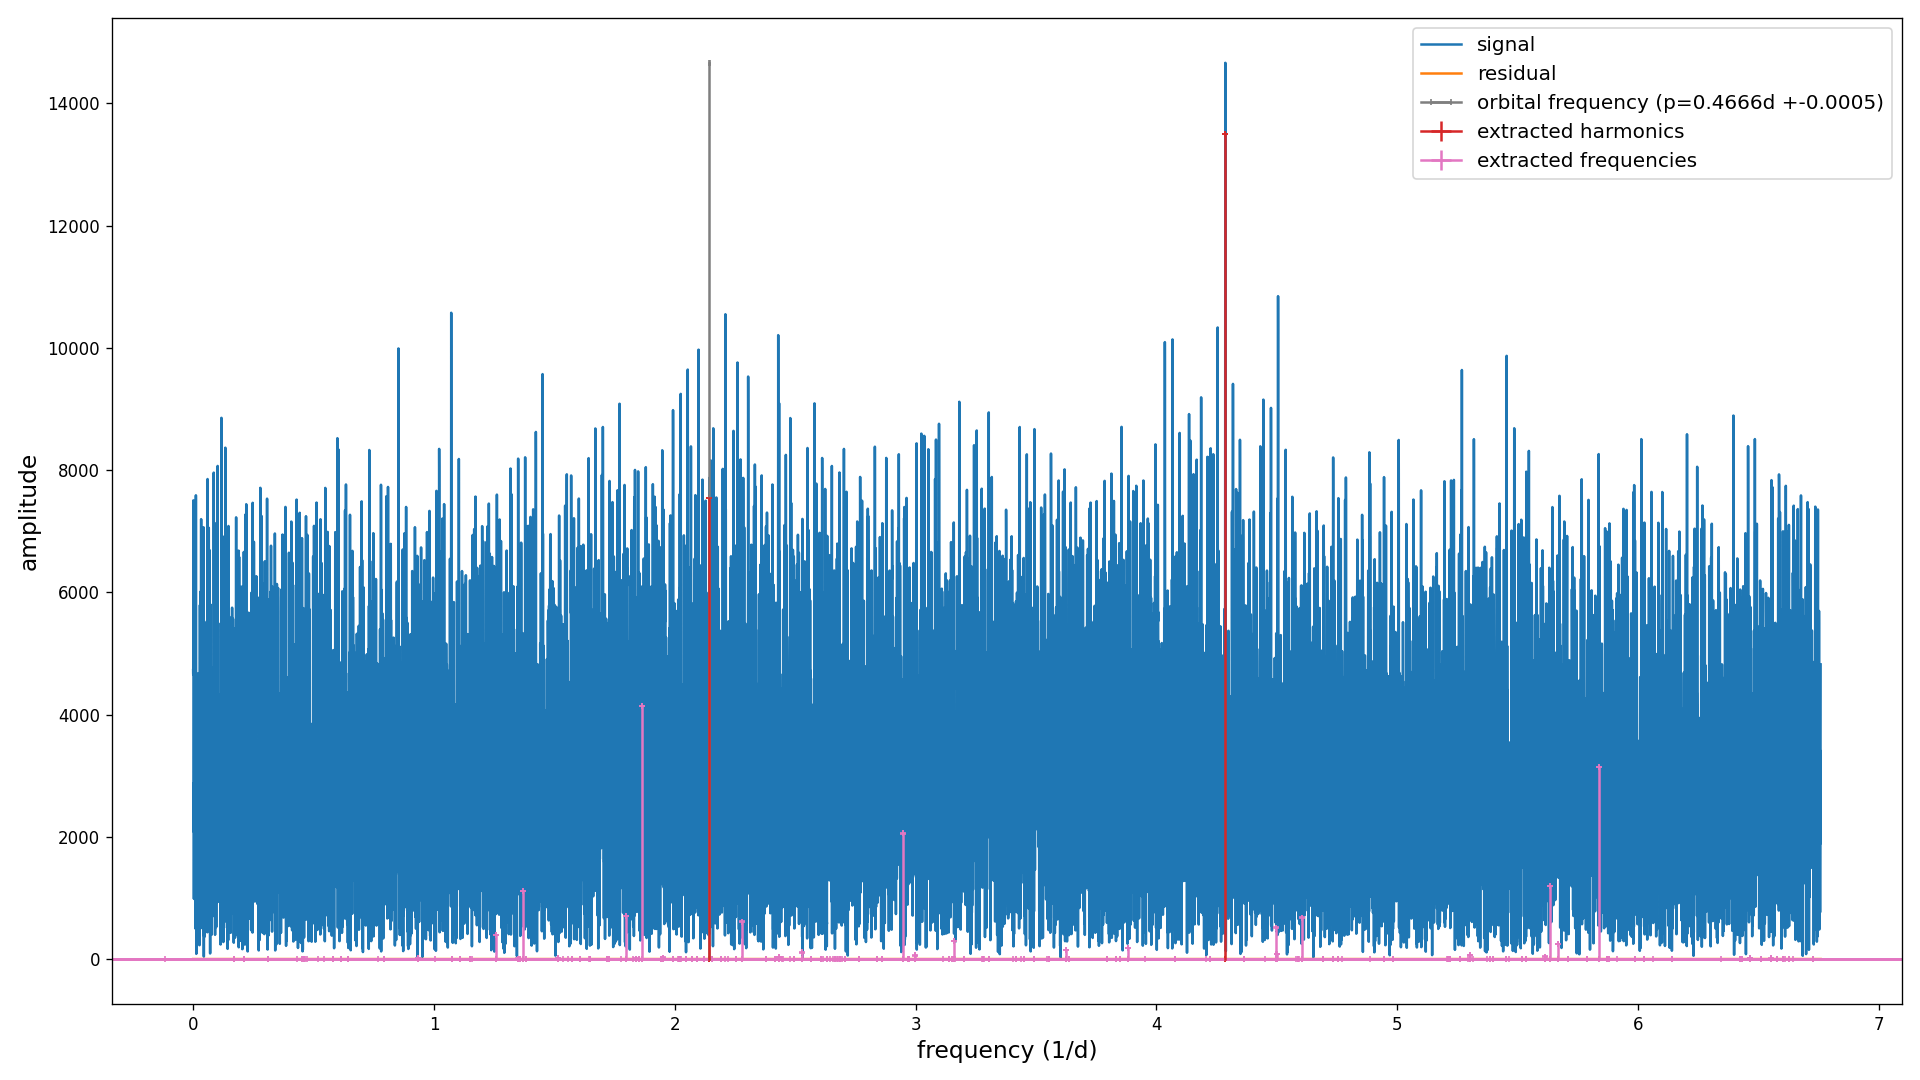 signal
residual
orbital frequency (p=0.4666d +-0.0005)
extracted harmonics
extracted frequencies
14000
12000
10000
8000
6000
4000
2000
0
amplitude
0 1 2 3 4 5 6 7
frequency (1/d)